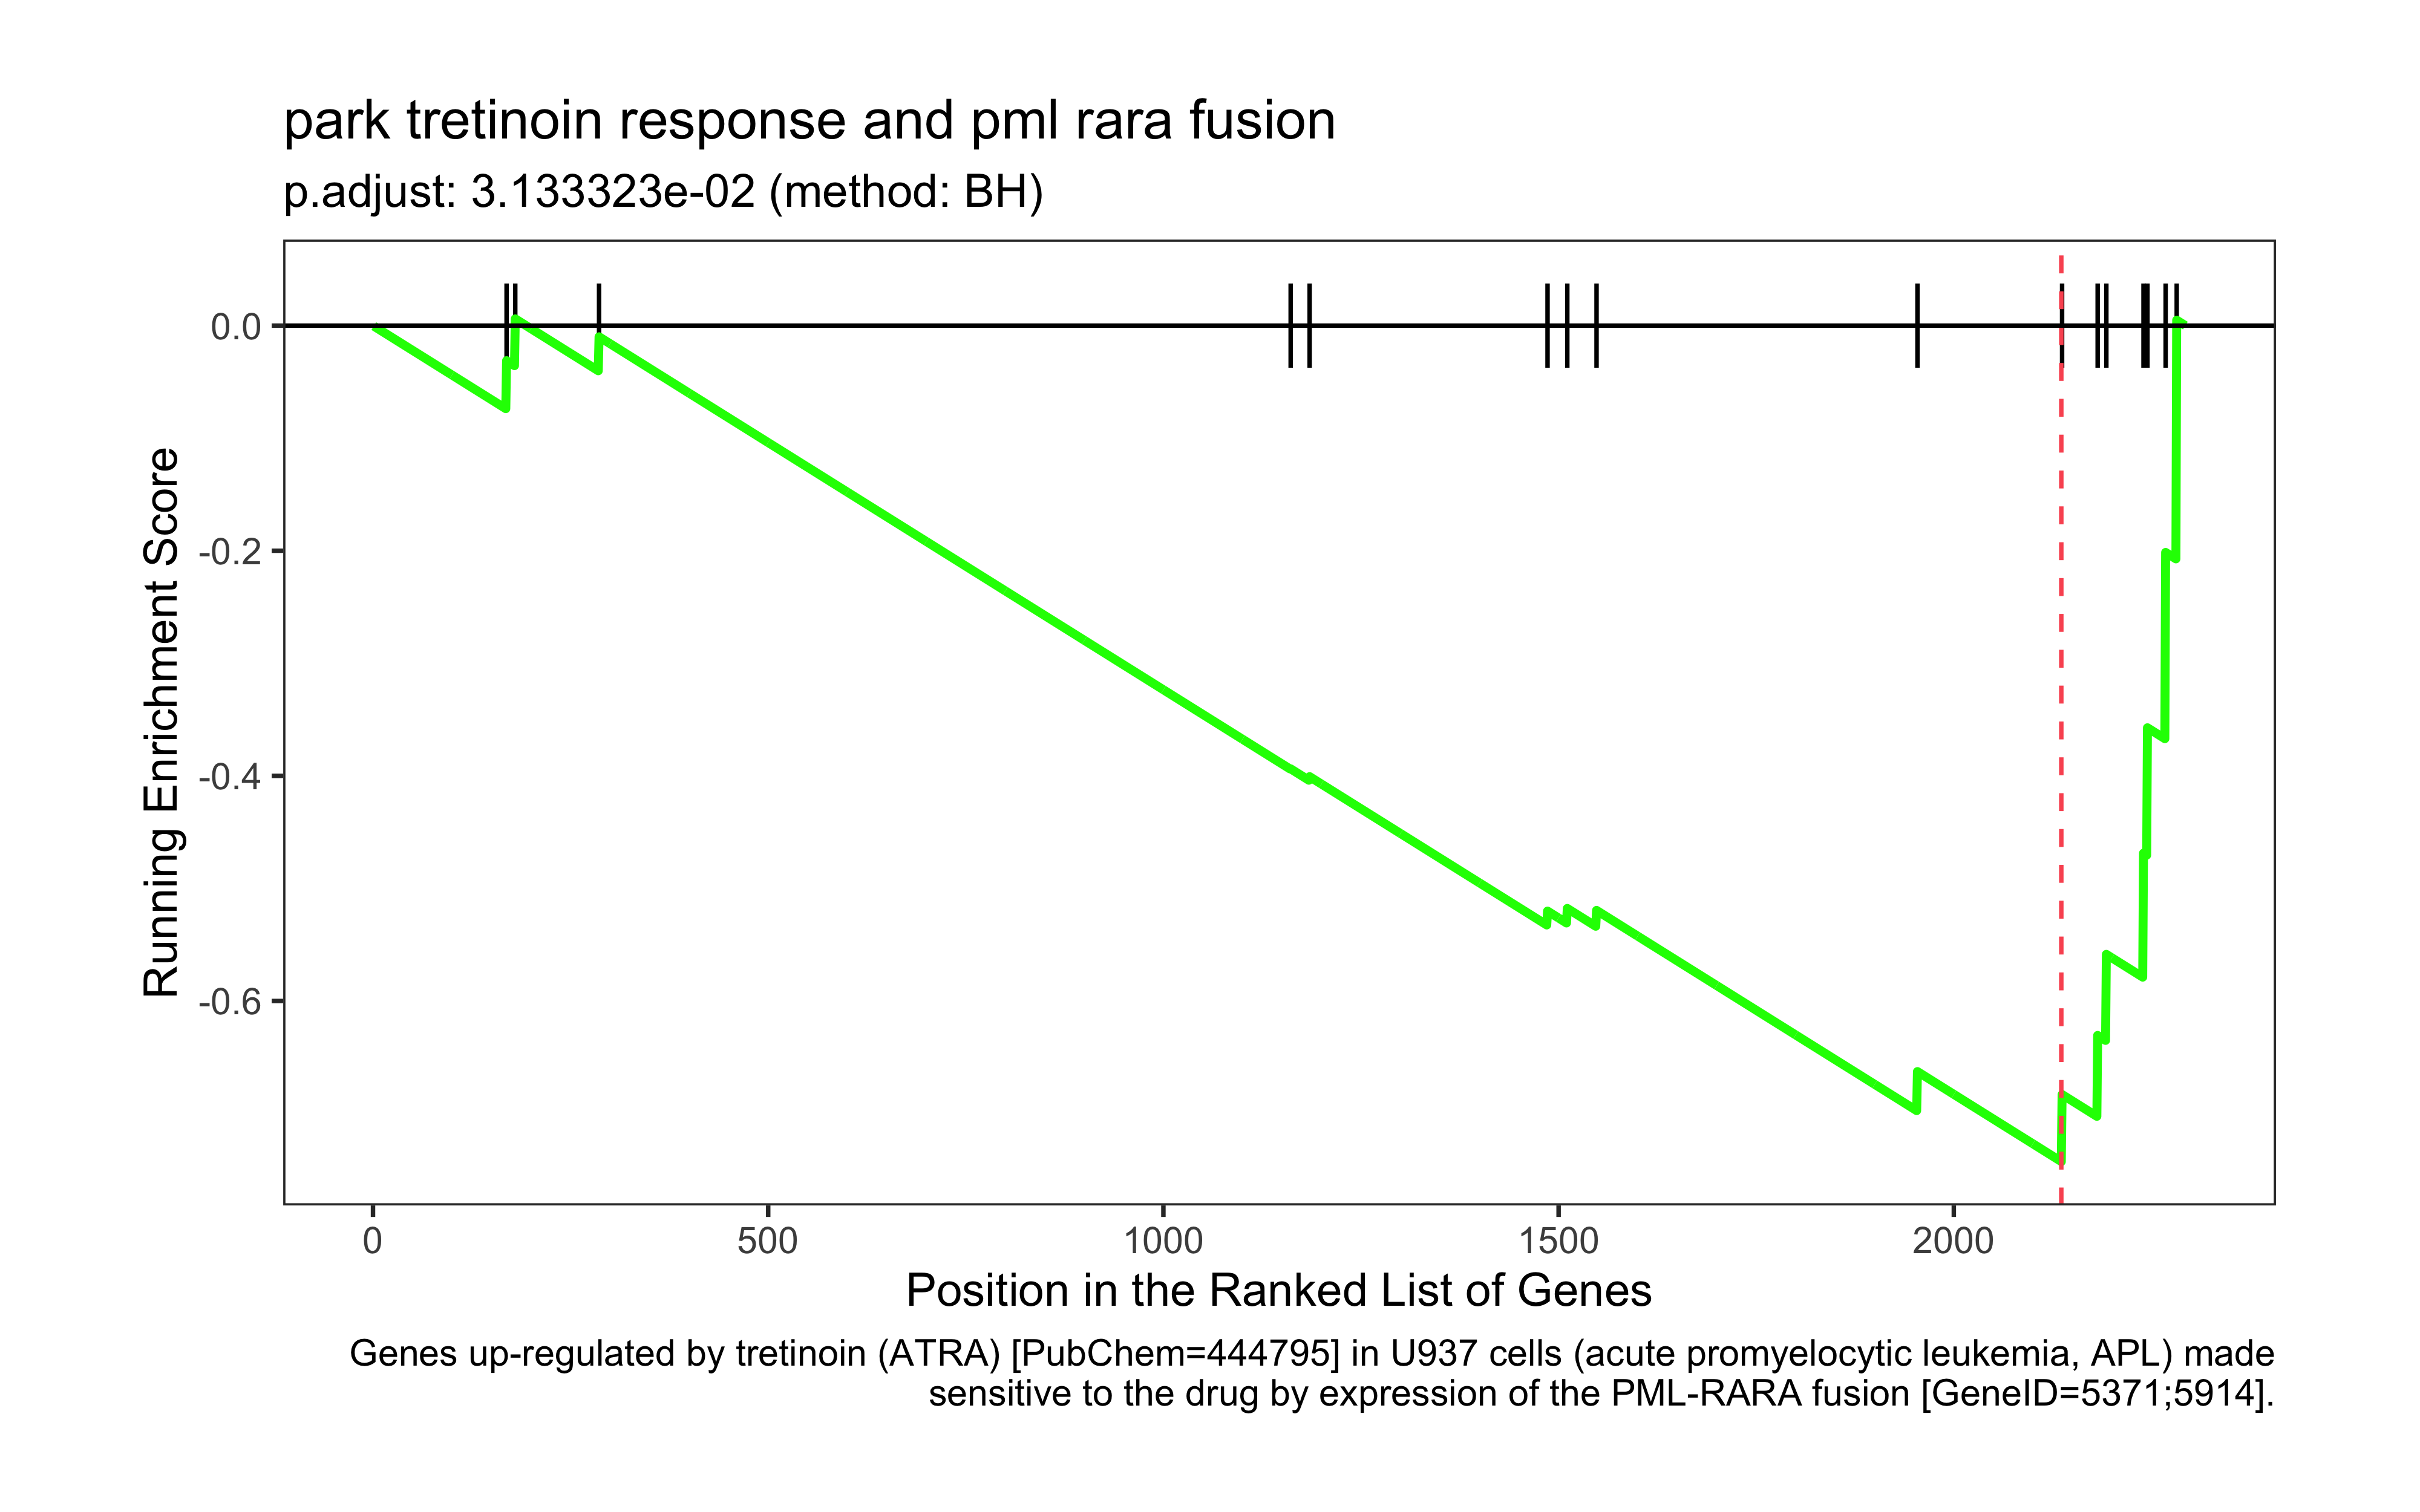 park tretinoin response and pml rara fusion
p.adjust: 3.133323e-02 (method: BH)
Running Enrichment Score
0.0
-0.2
-0.4
-0.6
0
500
1000
1500
2000
Position in the Ranked List of Genes
Genes up-regulated by tretinoin (ATRA) [PubChem=444795] in U937 cells (acute promyelocytic leukemia, APL) made
sensitive to the drug by expression of the PML-RARA fusion [GeneID=5371;5914].